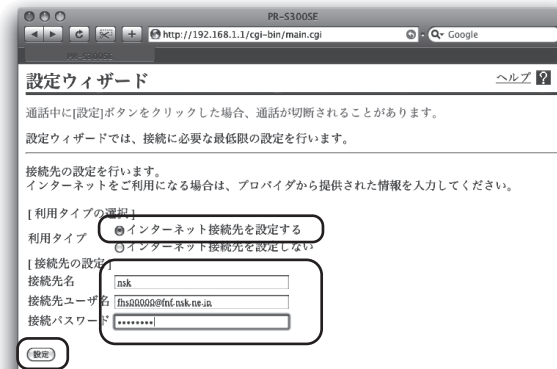 PR-S300SE
http://192.168.1.1/cgi-bin/main.cgi
Google
PR-S300SE
設定ウィザード
ヘルプ ?
通話中に[設定]ボタンをクリックした場合、通話が切断されることがあります。
設定ウィザードでは、接続に必要な最低限の設定を行います。
接続先の設定を行います。
インターネットをご利用になる場合は、プロバイダから提供された情報を入力してください。
[利用タイプの選択]
利用タイプ
インターネット接続先を設定する
インターネット接続先を設定しない
[接続先の設定]
接続先名 nsk
接続先ユーザ名 fhs00000@fnf.nsk.ne.jp
接続パスワード ••••••••
設定